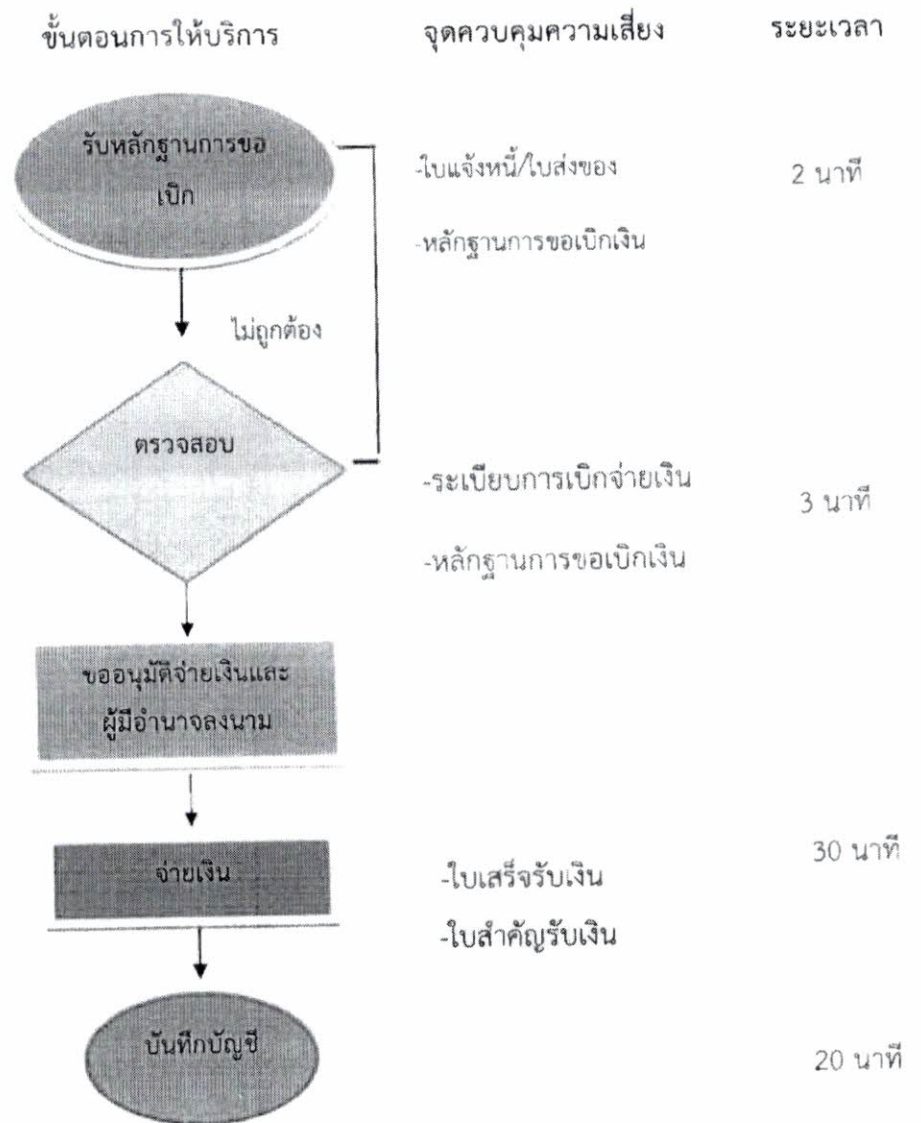 ขั้นตอนการให้บริการ จุดควบคุมความเสี่ยง ระยะเวลา
รับหลักฐานการขอ
เบิก
-ใบแจ้งหนี้/ใบส่งของ 2 นาที
-หลักฐานการขอเบิกเงิน
ไม่ถูกต้อง
ตรวจสอบ
-ระเบียบการเบิกจ่ายเงิน 3 นาที
-หลักฐานการขอเบิกเงิน
ขออนุมัติจ่ายเงินและ
ผู้มีอำนาจลงนาม
จ่ายเงิน 30 นาที
-ใบเสร็จรับเงิน
-ใบสำคัญรับเงิน
บันทึกบัญชี 20 นาที